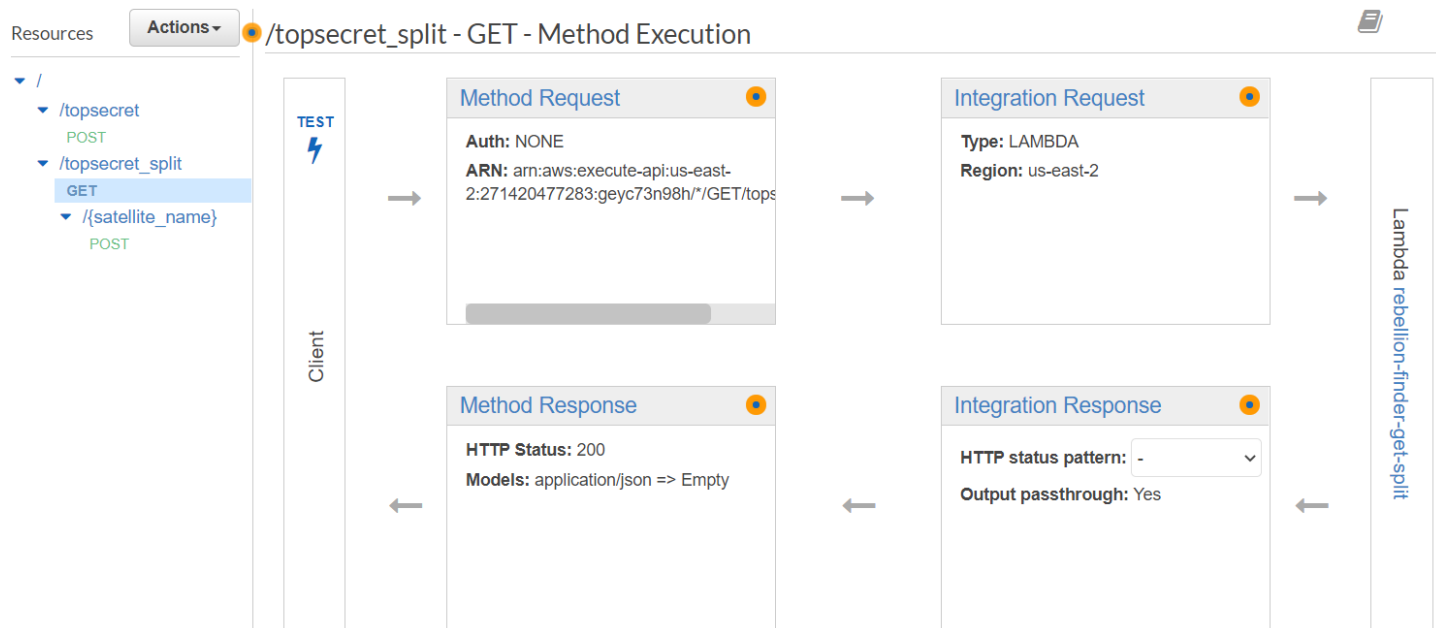 Resources
Actions
/topsecret_split - GET - Method Execution
/
/topsecret
POST
/topsecret_split
GET
/{satellite_name}
POST
TEST
Client
Method Request
Auth: NONE
ARN: arn:aws:execute-api:us-east-
2:271420477283:geyc73n98h/*/GET/tops
Integration Request
Type: LAMBDA
Region: us-east-2
Lambda rebellion-finder-get-split
Method Response
HTTP Status: 200
Models: application/json => Empty
Integration Response
HTTP status pattern: -
Output passthrough: Yes